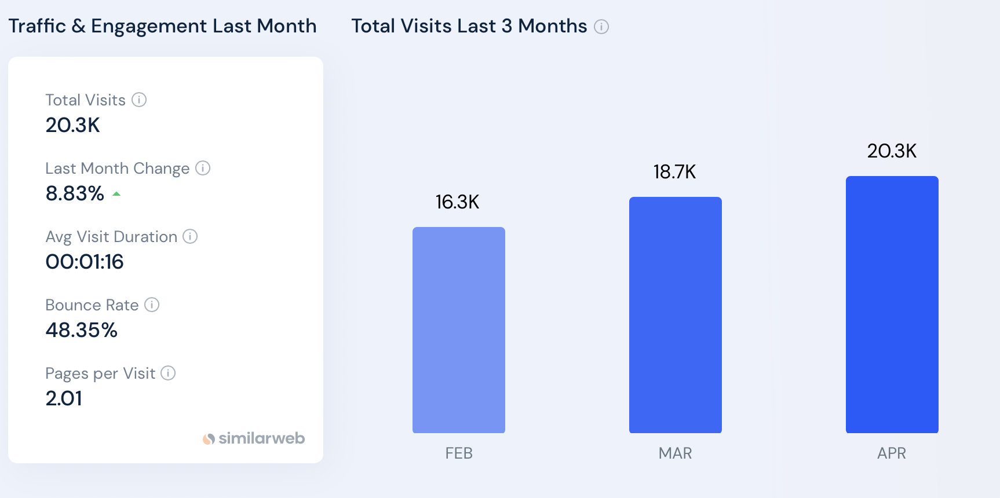 Traffic & Engagement Last Month
Total Visits
20.3K
Last Month Change
8.83%
Avg Visit Duration
00:01:16
Bounce Rate
48.35%
Pages per Visit
2.01
similarweb
Total Visits Last 3 Months
16.3K
18.7K
20.3K
FEB
MAR
APR